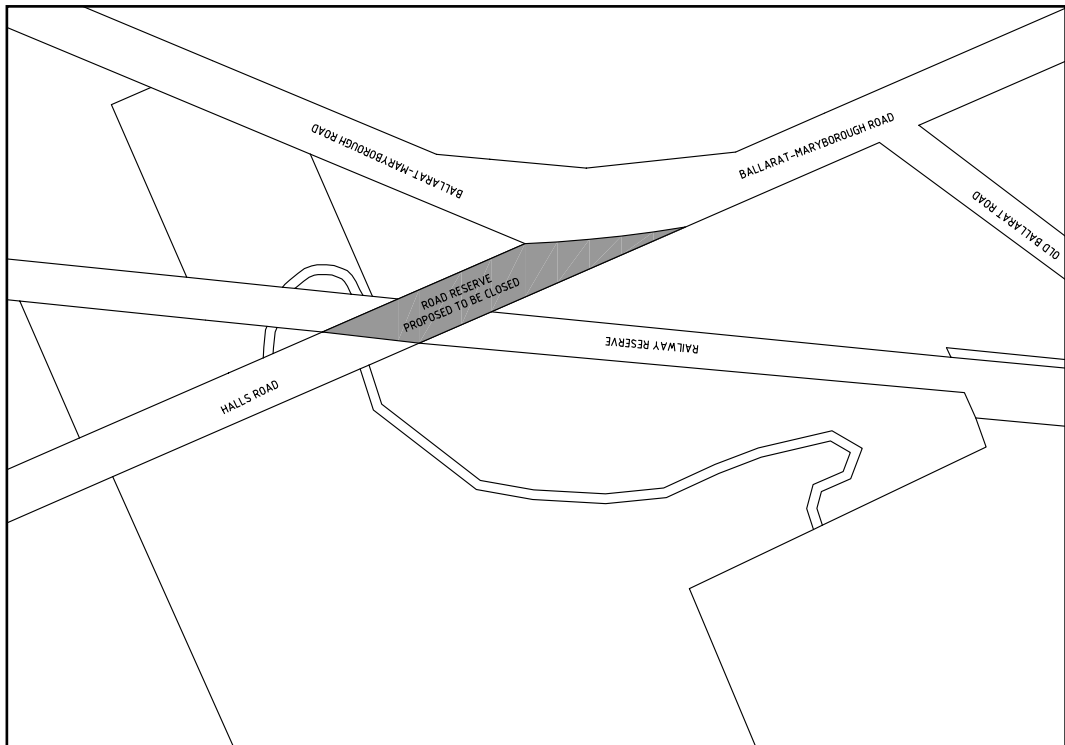 BALLARAT-MARYBOROUGH ROAD
BALLARAT-MARYBOROUGH ROAD
OLD BALLARAT ROAD
ROAD RESERVE
PROPOSED TO BE CLOSED
RAILWAY RESERVE
HALLS ROAD